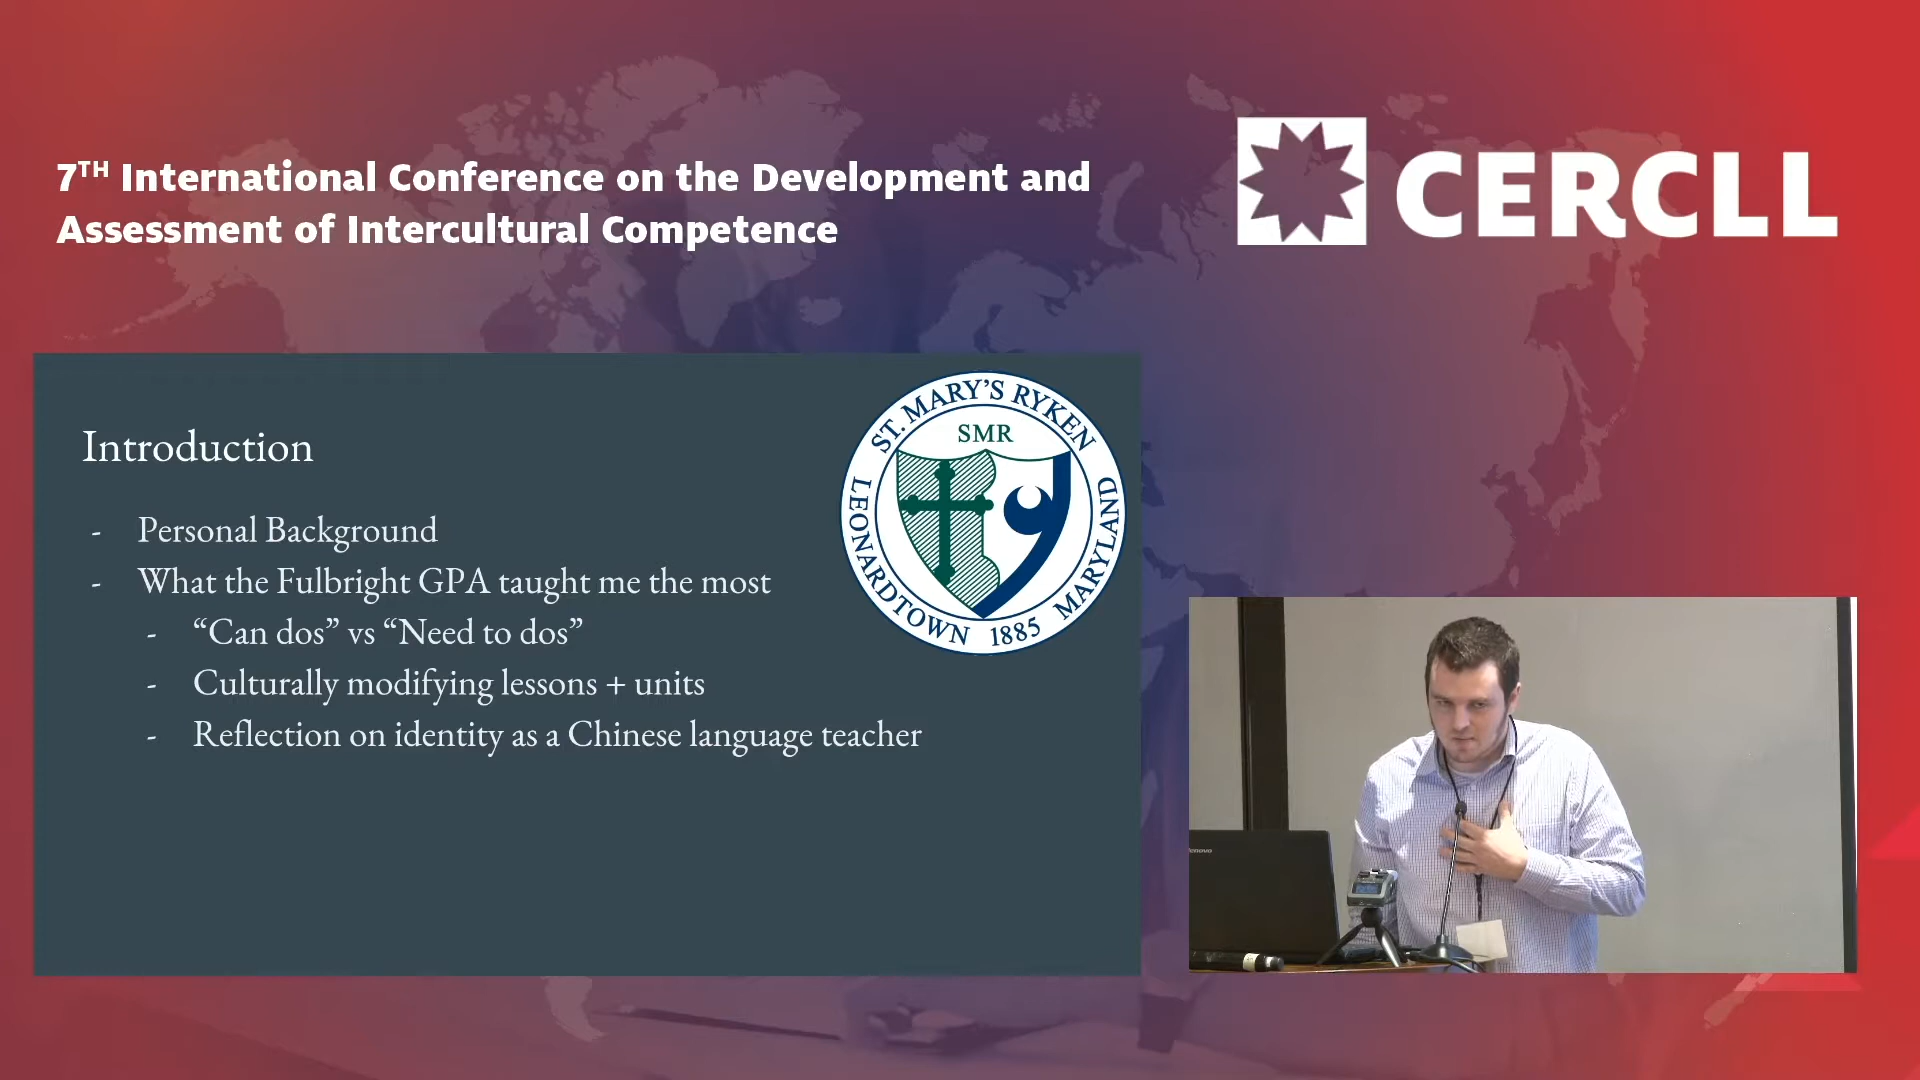 7TH International Conference on the Development and
Assessment of Intercultural Competence
CERCLL
Introduction
- Personal Background
- What the Fulbright GPA taught me the most
- “Can dos” vs “Need to dos”
- Culturally modifying lessons + units
- Reflection on identity as a Chinese language teacher
ST. MARY’S RYKEN
SMR
LEONARDTOWN 1885 MARYLAND
lenovo